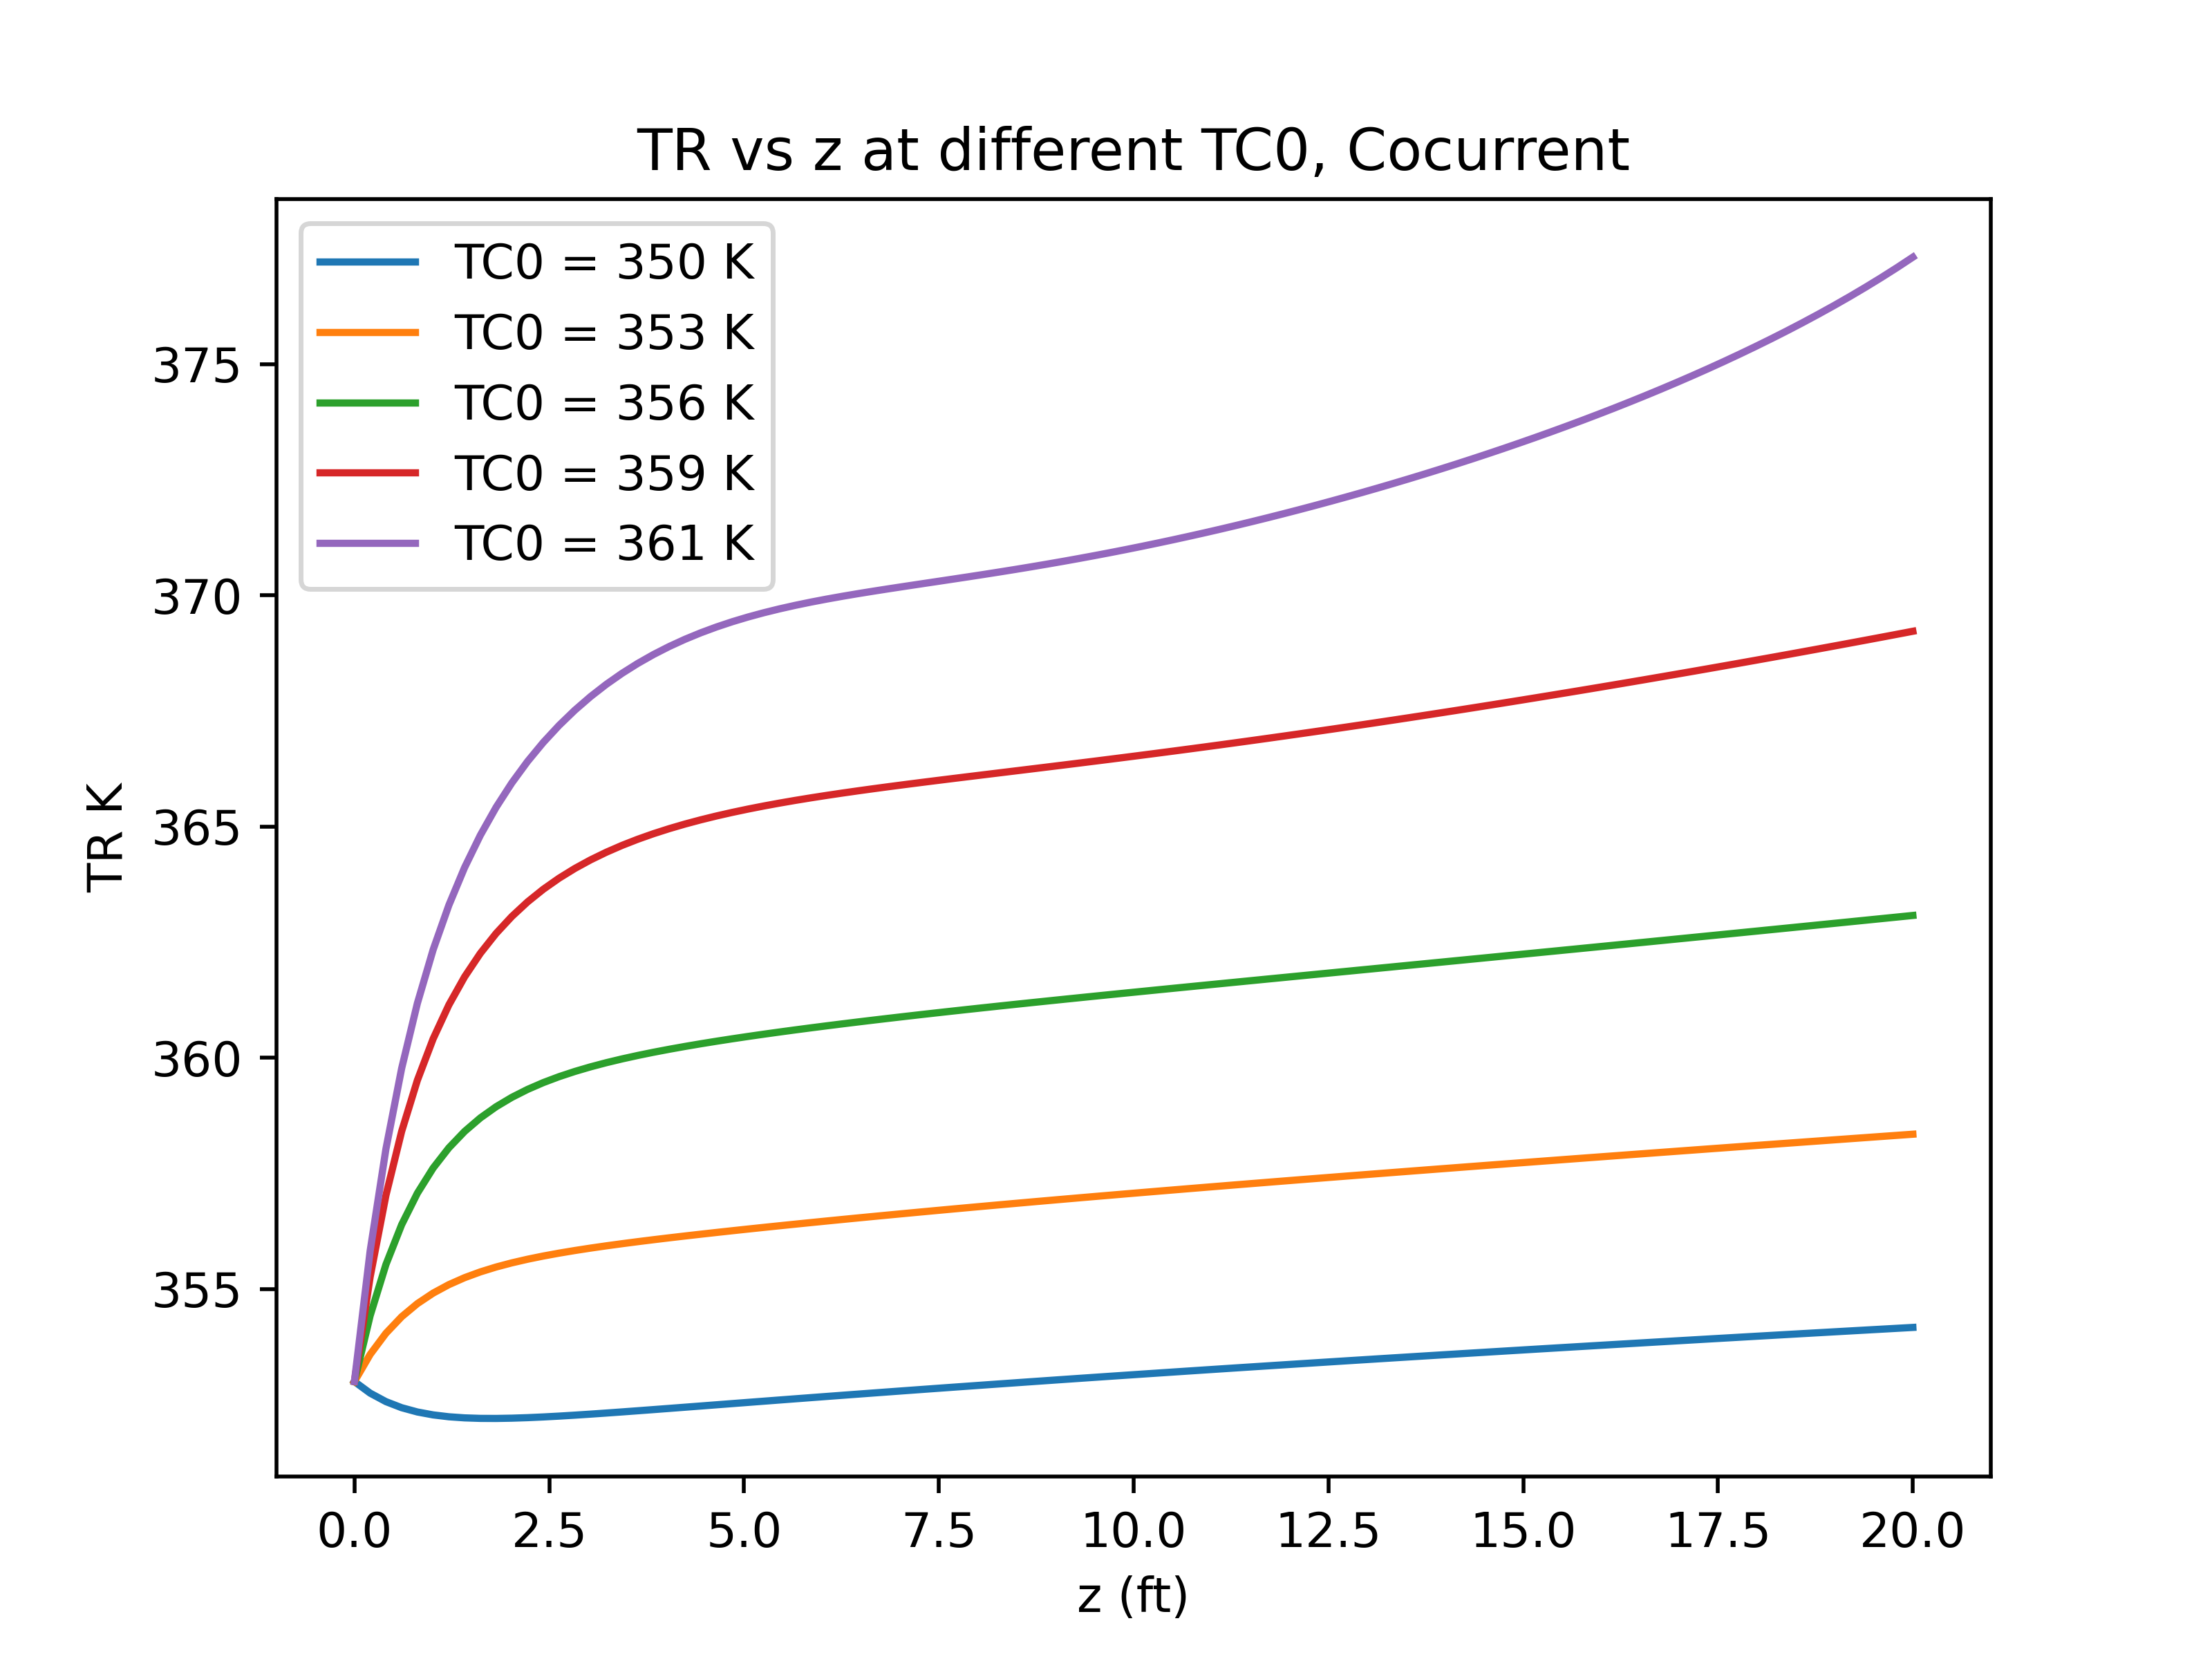 TR vs z at different TC0, Cocurrent
TC0 = 350 K
TC0 = 353 K
TC0 = 356 K
TC0 = 359 K
TC0 = 361 K
375
370
365
360
355
TR K
0.0 2.5 5.0 7.5 10.0 12.5 15.0 17.5 20.0
z (ft)